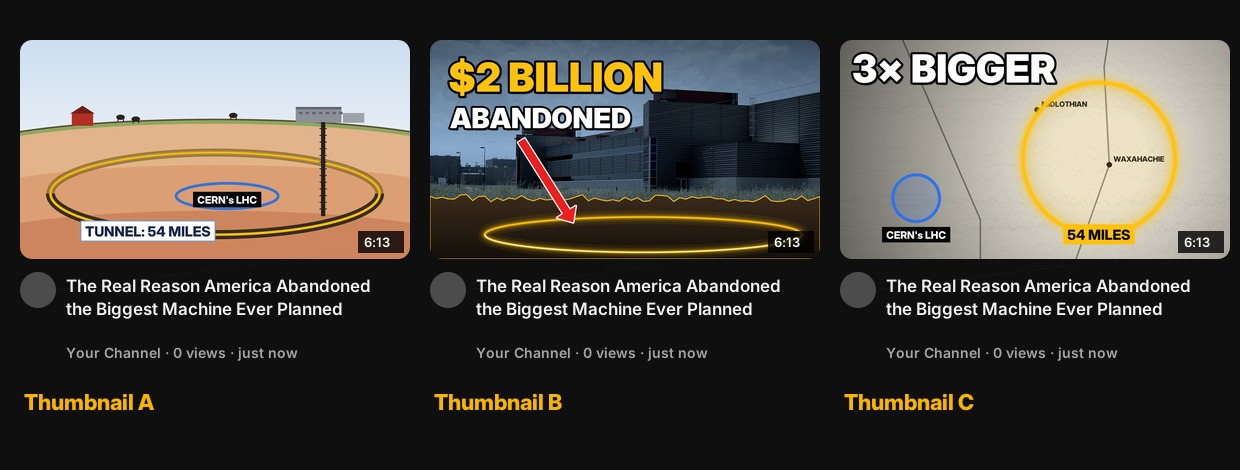 CERN's LHC
TUNNEL: 54 MILES
6:13
The Real Reason America Abandoned
the Biggest Machine Ever Planned
Your Channel · 0 views · just now
Thumbnail A
$2 BILLION
ABANDONED
6:13
The Real Reason America Abandoned
the Biggest Machine Ever Planned
Your Channel · 0 views · just now
Thumbnail B
3× BIGGER
WAXAHACHIE
CERN's LHC
54 MILES
6:13
The Real Reason America Abandoned
the Biggest Machine Ever Planned
Your Channel · 0 views · just now
Thumbnail C